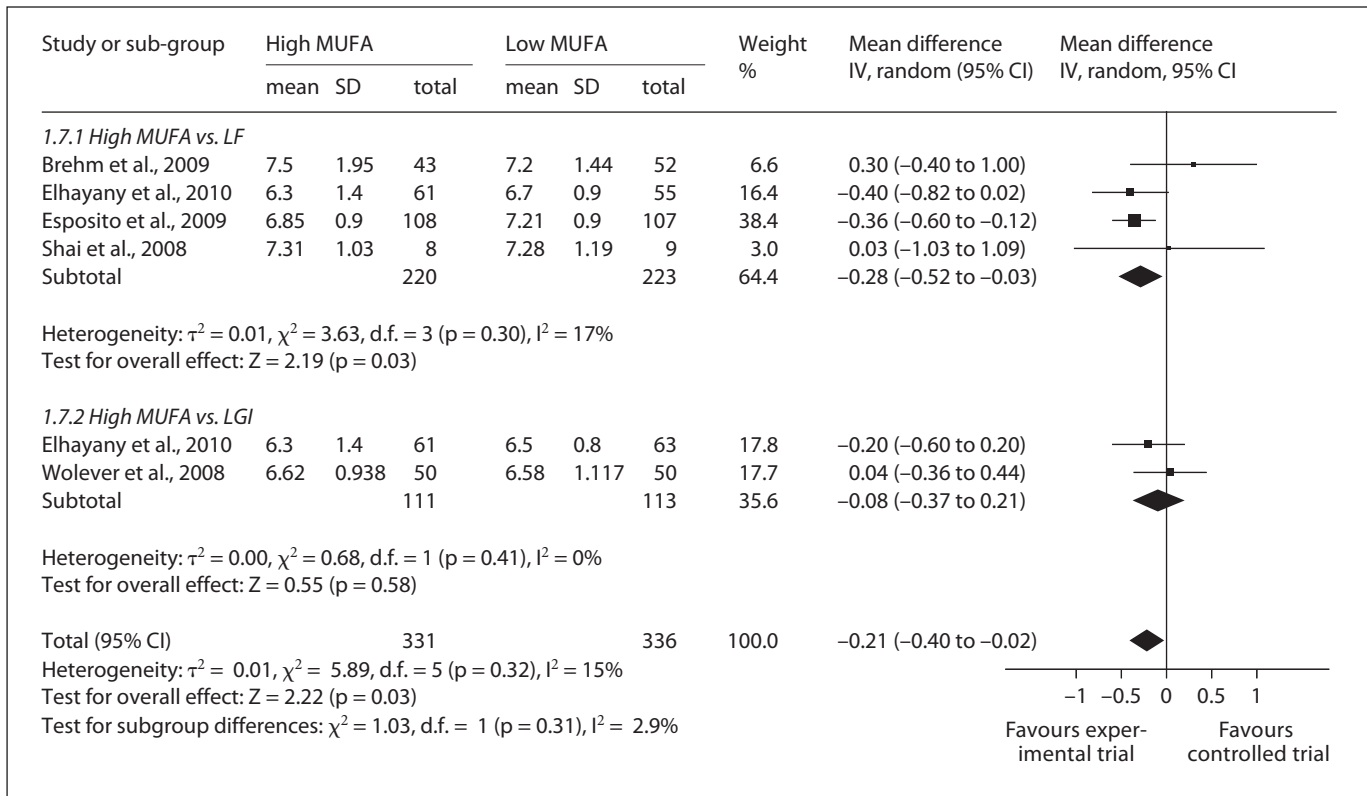 Study or sub-group High MUFA Low MUFA Weight % Mean difference IV, random (95% CI) Mean difference IV, random, 95% CI
mean SD total mean SD total
1.7.1 High MUFA vs. LF
Brehm et al., 2009 7.5 1.95 43 7.2 1.44 52 6.6 0.30 (–0.40 to 1.00)
Elhayany et al., 2010 6.3 1.4 61 6.7 0.9 55 16.4 –0.40 (–0.82 to 0.02)
Esposito et al., 2009 6.85 0.9 108 7.21 0.9 107 38.4 –0.36 (–0.60 to –0.12)
Shai et al., 2008 7.31 1.03 8 7.28 1.19 9 3.0 0.03 (–1.03 to 1.09)
Subtotal 220 223 64.4 –0.28 (–0.52 to –0.03)
Heterogeneity: τ² = 0.01, χ² = 3.63, d.f. = 3 (p = 0.30), I² = 17%
Test for overall effect: Z = 2.19 (p = 0.03)
1.7.2 High MUFA vs. LGI
Elhayany et al., 2010 6.3 1.4 61 6.5 0.8 63 17.8 –0.20 (–0.60 to 0.20)
Wolever et al., 2008 6.62 0.938 50 6.58 1.117 50 17.7 0.04 (–0.36 to 0.44)
Subtotal 111 113 35.6 –0.08 (–0.37 to 0.21)
Heterogeneity: τ² = 0.00, χ² = 0.68, d.f. = 1 (p = 0.41), I² = 0%
Test for overall effect: Z = 0.55 (p = 0.58)
Total (95% CI) 331 336 100.0 –0.21 (–0.40 to –0.02)
Heterogeneity: τ² = 0.01, χ² = 5.89, d.f. = 5 (p = 0.32), I² = 15%
Test for overall effect: Z = 2.22 (p = 0.03)
Test for subgroup differences: χ² = 1.03, d.f. = 1 (p = 0.31), I² = 2.9%
–1 –0.5 0 0.5 1
Favours exper- Favours
imental trial controlled trial